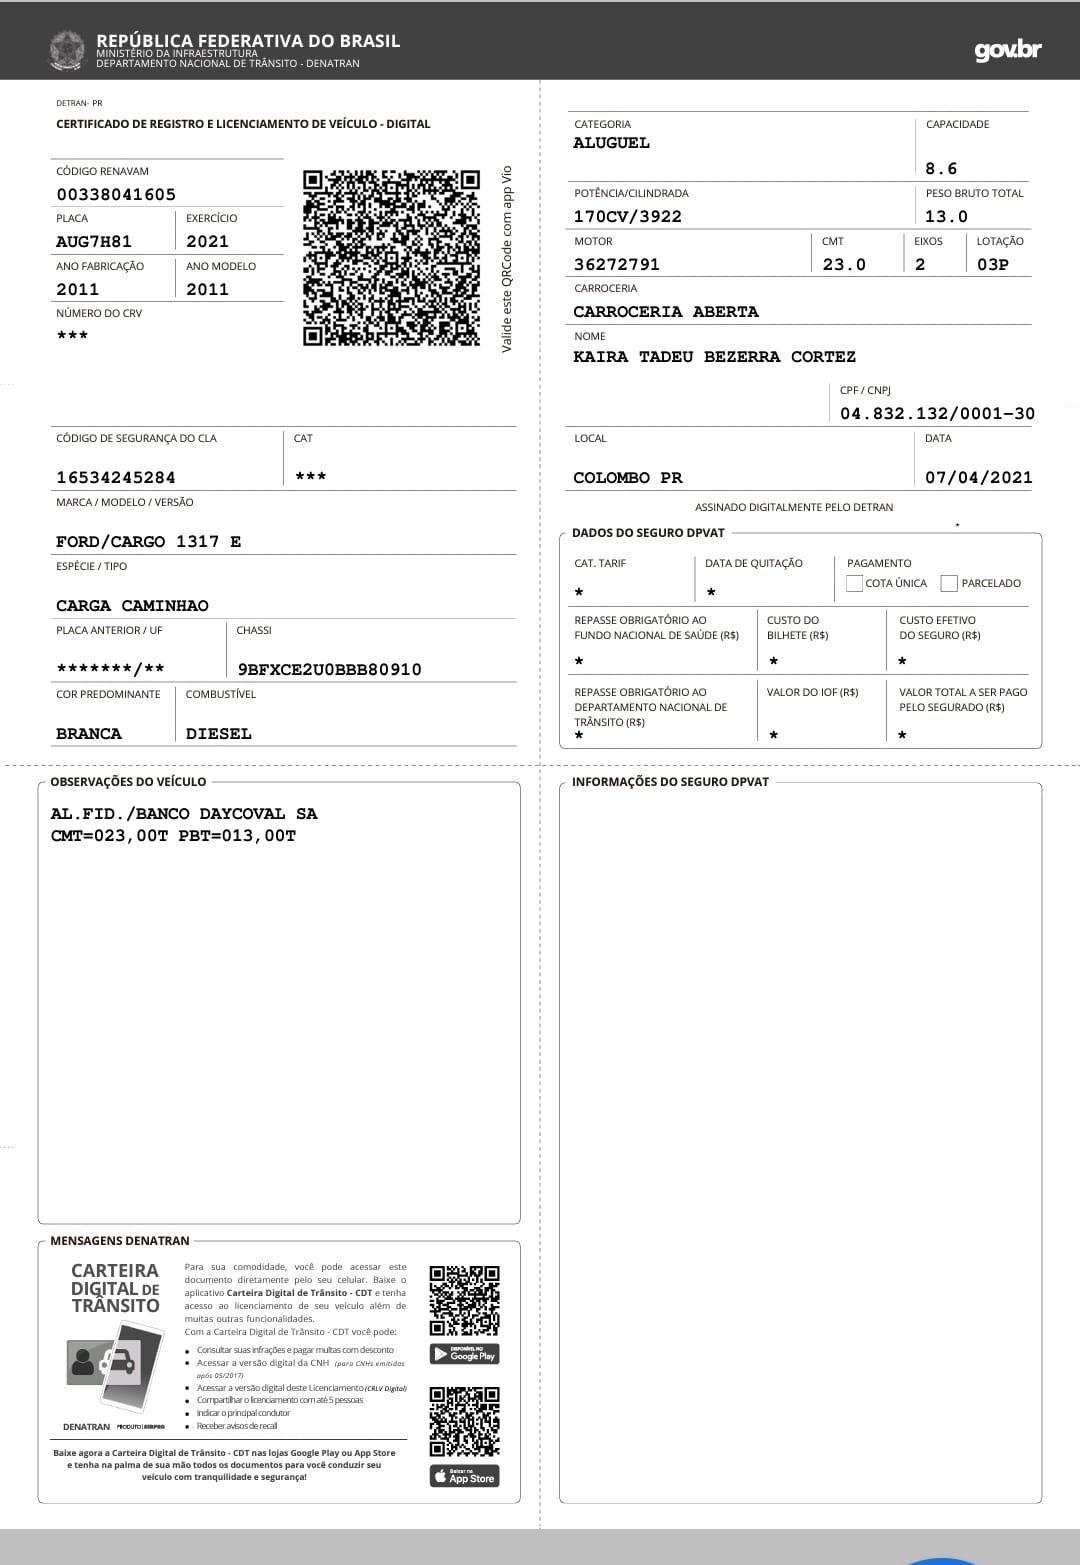 REPÚBLICA FEDERATIVA DO BRASIL
MINISTÉRIO DA INFRAESTRUTURA
DEPARTAMENTO NACIONAL DE TRÂNSITO - DENATRAN
gov.br
DETRAN- PR
CERTIFICADO DE REGISTRO E LICENCIAMENTO DE VEÍCULO - DIGITAL
CÓDIGO RENAVAM
00338041605
PLACA EXERCÍCIO
AUG7H81 2021
ANO FABRICAÇÃO ANO MODELO
2011 2011
NÚMERO DO CRV
***
Valide este QRCode com app Vio
CÓDIGO DE SEGURANÇA DO CLA CAT
16534245284 ***
MARCA / MODELO / VERSÃO
FORD/CARGO 1317 E
ESPÉCIE / TIPO
CARGA CAMINHAO
PLACA ANTERIOR / UF CHASSI
*******/** 9BFXCE2U0BBB80910
COR PREDOMINANTE COMBUSTÍVEL
BRANCA DIESEL
CATEGORIA CAPACIDADE
ALUGUEL
8.6
POTÊNCIA/CILINDRADA PESO BRUTO TOTAL
170CV/3922 13.0
MOTOR CMT EIXOS LOTAÇÃO
36272791 23.0 2 03P
CARROCERIA
CARROCERIA ABERTA
NOME
KAIRA TADEU BEZERRA CORTEZ
CPF / CNPJ
04.832.132/0001-30
LOCAL DATA
COLOMBO PR 07/04/2021
ASSINADO DIGITALMENTE PELO DETRAN
*
DADOS DO SEGURO DPVAT
CAT. TARIF DATA DE QUITAÇÃO PAGAMENTO
* * COTA ÚNICA PARCELADO
REPASSE OBRIGATÓRIO AO CUSTO DO CUSTO EFETIVO
FUNDO NACIONAL DE SAÚDE (R$) BILHETE (R$) DO SEGURO (R$)
* * *
REPASSE OBRIGATÓRIO AO VALOR DO IOF (R$) VALOR TOTAL A SER PAGO
DEPARTAMENTO NACIONAL DE PELO SEGURADO (R$)
TRÂNSITO (R$)
* * *
OBSERVAÇÕES DO VEÍCULO
AL.FID./BANCO DAYCOVAL SA
CMT=023,00T PBT=013,00T
INFORMAÇÕES DO SEGURO DPVAT
MENSAGENS DENATRAN
CARTEIRA
DIGITAL DE
TRÂNSITO
DENATRAN PRODUTO SERPRO
Para sua comodidade, você pode acessar este
documento diretamente pelo seu celular. Baixe o
aplicativo Carteira Digital de Trânsito - CDT e tenha
acesso ao licenciamento de seu veículo além de
muitas outras funcionalidades.
Com a Carteira Digital de Trânsito - CDT você pode:
• Consultar suas infrações e pagar multas com desconto
• Acessar a versão digital da CNH (para CNHs emitidas
após 05/2017)
• Acessar a versão digital deste Licenciamento (CRLV Digital)
• Compartilhar o licenciamento com até 5 pessoas
• Indicar o principal condutor
• Receber avisos de recall
DISPONÍVEL NO
Google Play
Baixar na
App Store
Baixe agora a Carteira Digital de Trânsito - CDT nas lojas Google Play ou App Store
e tenha na palma de sua mão todos os documentos para você conduzir seu
veículo com tranquilidade e segurança!